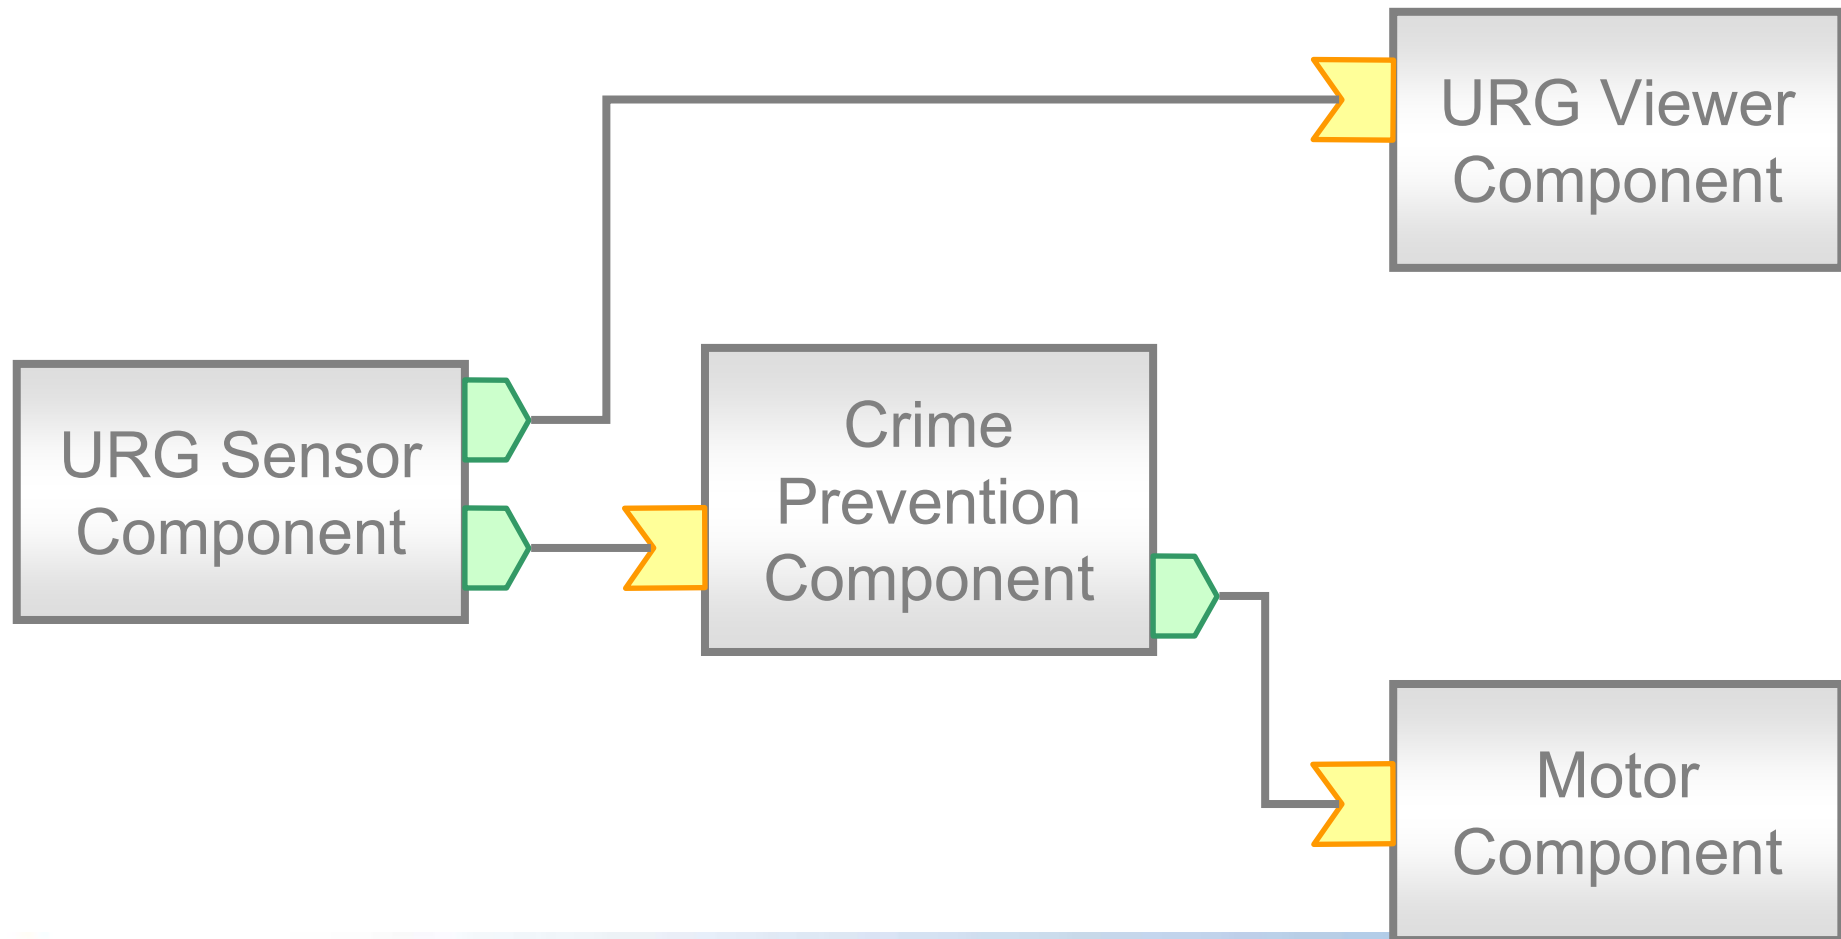 URG Viewer
Component
URG Sensor
Component
Crime
Prevention
Component
Motor
Component